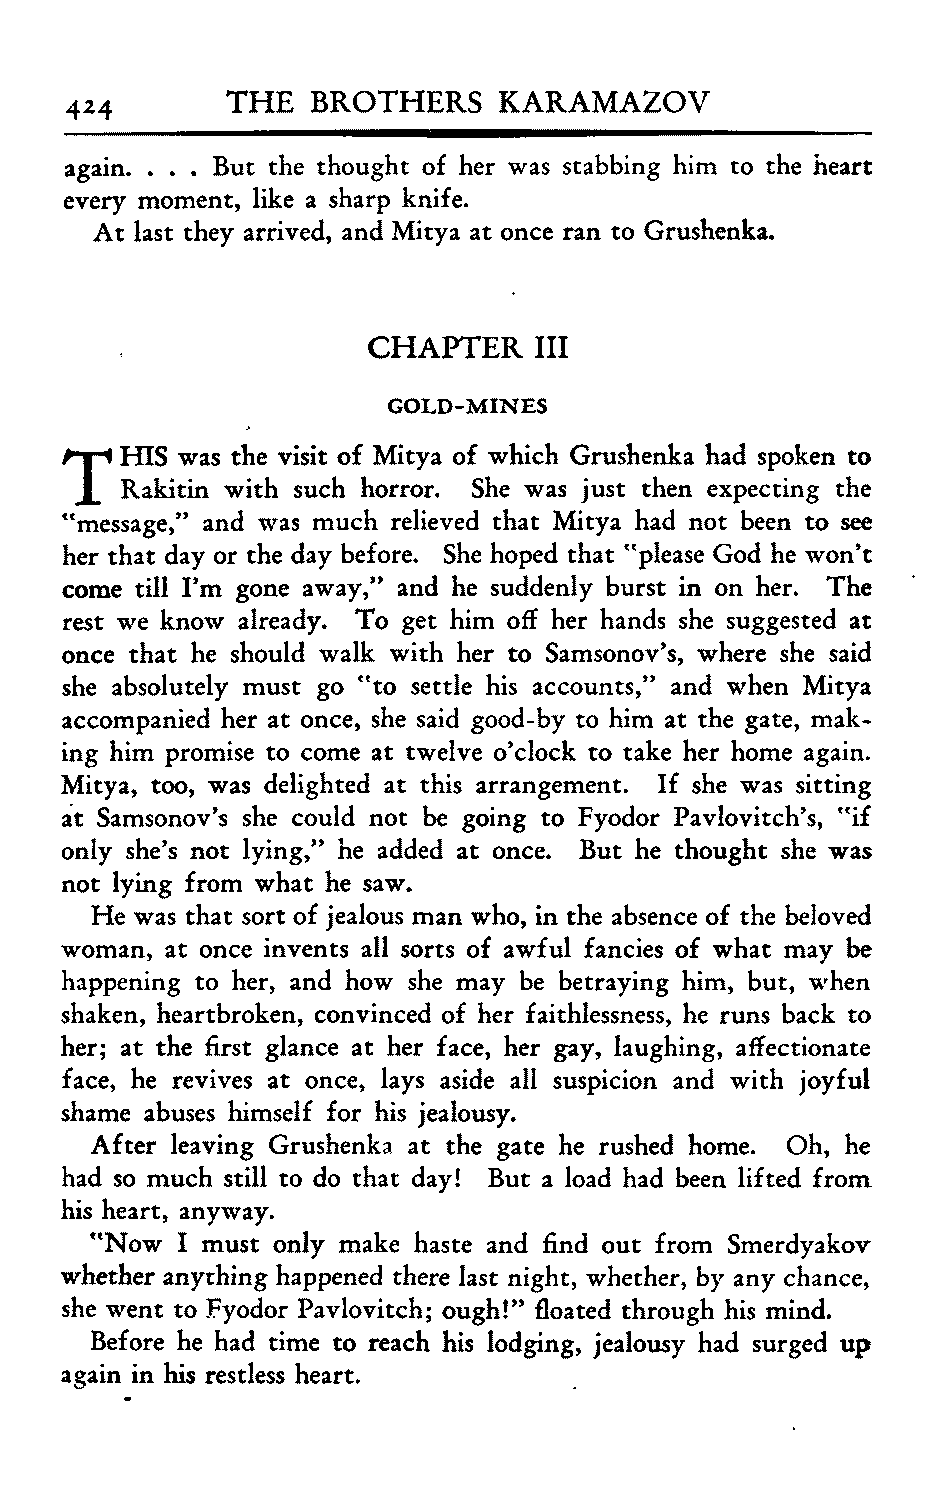 424 THE BROTHERS KARAMAZOV
again. . . . But the thought of her was stabbing him to the heart
every moment, like a sharp knife.
At last they arrived, and Mitya at once ran to Grushenka.
CHAPTER III
GOLD-MINES
THIS was the visit of Mitya of which Grushenka had spoken to
Rakitin with such horror. She was just then expecting the
"message," and was much relieved that Mitya had not been to see
her that day or the day before. She hoped that "please God he won't
come till I'm gone away," and he suddenly burst in on her. The
rest we know already. To get him off her hands she suggested at
once that he should walk with her to Samsonov's, where she said
she absolutely must go "to settle his accounts," and when Mitya
accompanied her at once, she said good-by to him at the gate, mak-
ing him promise to come at twelve o'clock to take her home again.
Mitya, too, was delighted at this arrangement. If she was sitting
at Samsonov's she could not be going to Fyodor Pavlovitch's, "if
only she's not lying," he added at once. But he thought she was
not lying from what he saw.
He was that sort of jealous man who, in the absence of the beloved
woman, at once invents all sorts of awful fancies of what may be
happening to her, and how she may be betraying him, but, when
shaken, heartbroken, convinced of her faithlessness, he runs back to
her; at the first glance at her face, her gay, laughing, affectionate
face, he revives at once, lays aside all suspicion and with joyful
shame abuses himself for his jealousy.
After leaving Grushenka at the gate he rushed home. Oh, he
had so much still to do that day! But a load had been lifted from
his heart, anyway.
"Now I must only make haste and find out from Smerdyakov
whether anything happened there last night, whether, by any chance,
she went to Fyodor Pavlovitch; ough!" floated through his mind.
Before he had time to reach his lodging, jealousy had surged up
again in his restless heart.